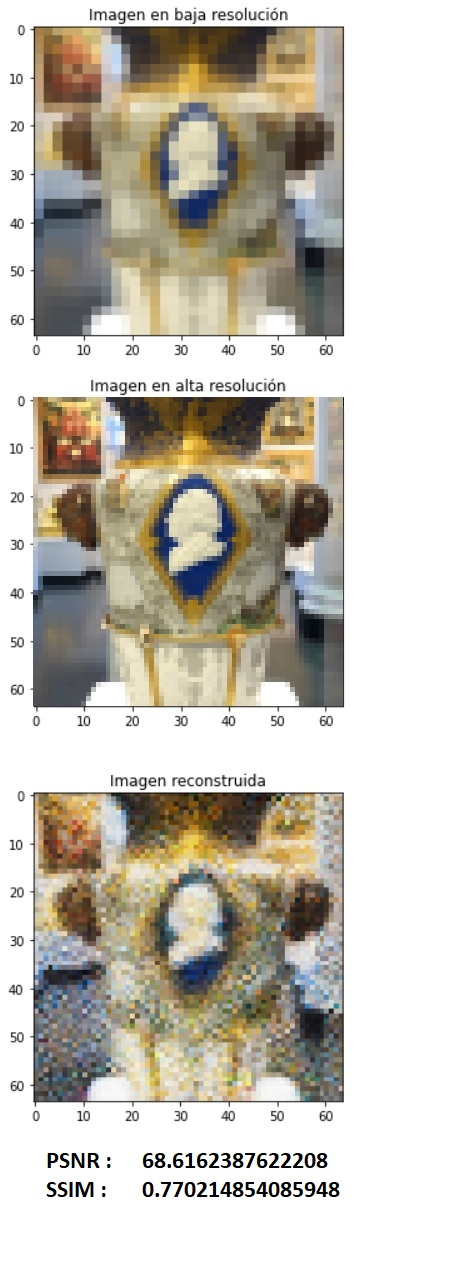 Imagen en baja resolución
0
10
20
30
40
50
60
0 10 20 30 40 50 60
Imagen en alta resolución
0
10
20
30
40
50
60
0 10 20 30 40 50 60
Imagen reconstruida
0
10
20
30
40
50
60
0 10 20 30 40 50 60
PSNR : 68.6162387622208
SSIM : 0.770214854085948